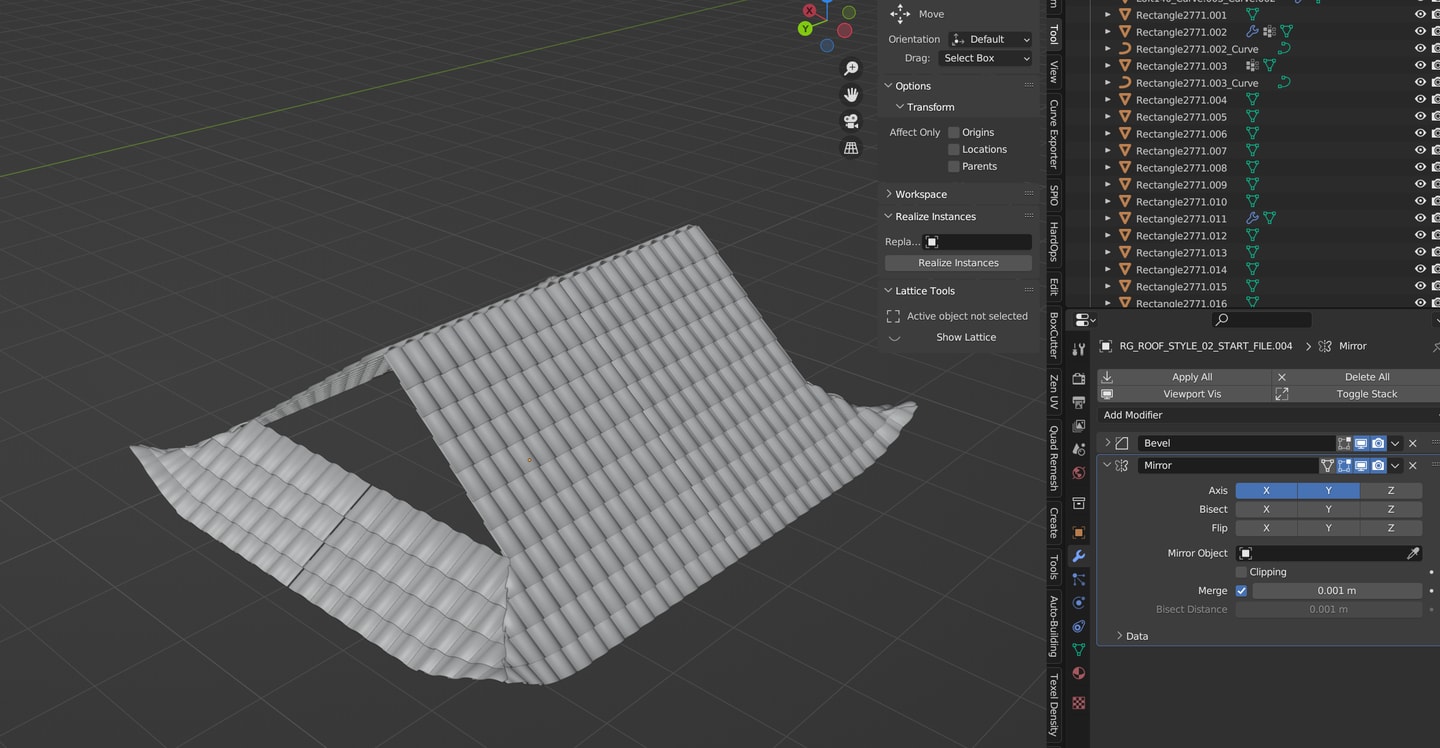 X
Y
Move
Orientation Default
Drag: Select Box
Options
Transform
Affect Only Origins
Locations
Parents
Workspace
Realize Instances
Repla...
Realize Instances
Lattice Tools
Active object not selected
Show Lattice
Tool
View
Curve Exporter
SPIO
HardOps
Edit
BoxCutter
Zen UV
Quad Remesh
Create
Tools
Auto-Building
Texel Density
Rectangle2771.001
Rectangle2771.002
Rectangle2771.002_Curve
Rectangle2771.003
Rectangle2771.003_Curve
Rectangle2771.004
Rectangle2771.005
Rectangle2771.006
Rectangle2771.007
Rectangle2771.008
Rectangle2771.009
Rectangle2771.010
Rectangle2771.011
Rectangle2771.012
Rectangle2771.013
Rectangle2771.014
Rectangle2771.015
Rectangle2771.016
RG_ROOF_STYLE_02_START_FILE.004 Mirror
Apply All Delete All
Viewport Vis Toggle Stack
Add Modifier
Bevel
Mirror
Axis X Y Z
Bisect X Y Z
Flip X Y Z
Mirror Object
Clipping
Merge 0.001 m
Bisect Distance 0.001 m
Data